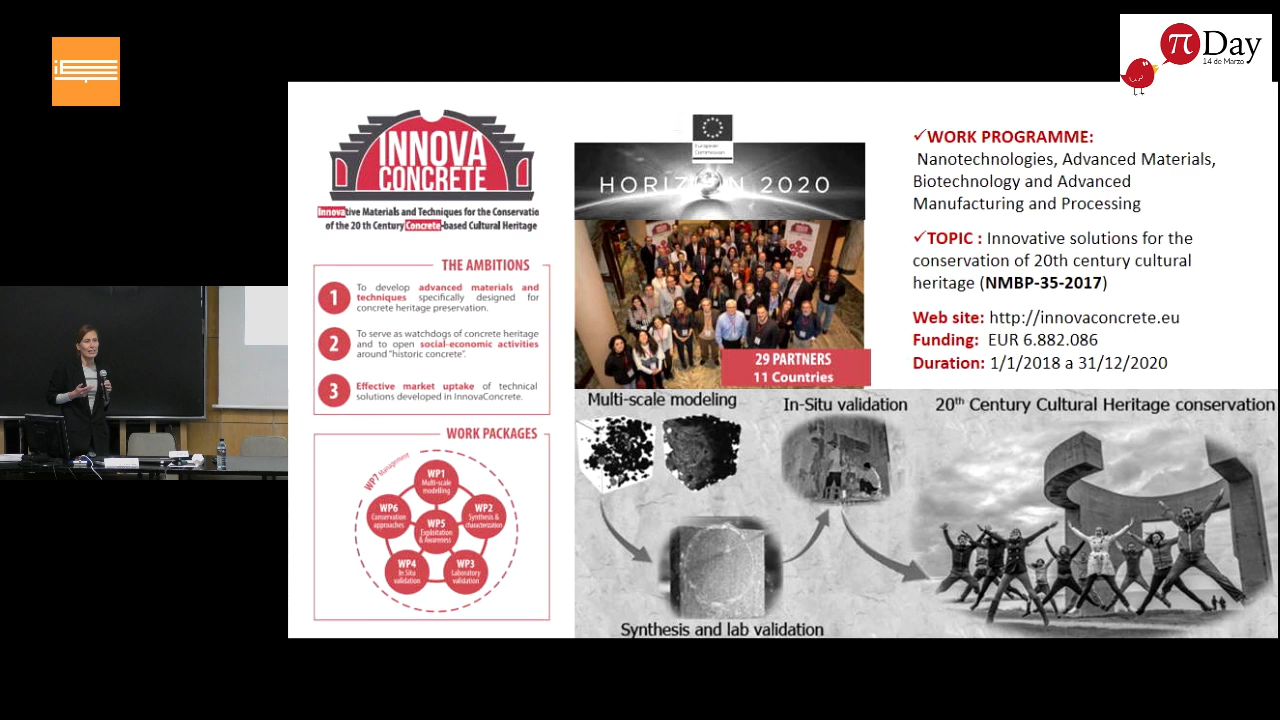 π Day
14 de Marzo
INNOVA
CONCRETE
Innovative Materials and Techniques for the Conservatio
of the 20 th Century Concrete-based Cultural Heritage
THE AMBITIONS
1
To develop advanced materials and
techniques specifically designed for
concrete heritage preservation.
2
To serve as watchdogs of concrete heritage
and to open social-economic activities
around "historic concrete".
3
Effective market uptake of technical
solutions developed in InnovaConcrete.
WORK PACKAGES
WP7 Management
WP1
Multi-scale
modelling
WP6
Conservation
approaches
WP2
Synthesis &
characterization
WP5
Exploitation
& Awareness
WP4
In Situ
validation
WP3
Laboratory
validation
European
Commission
HORIZON 2020
29 PARTNERS
11 Countries
✓WORK PROGRAMME:
Nanotechnologies, Advanced Materials,
Biotechnology and Advanced
Manufacturing and Processing
✓TOPIC : Innovative solutions for the
conservation of 20th century cultural
heritage (NMBP-35-2017)
Web site: http://innovaconcrete.eu
Funding: EUR 6.882.086
Duration: 1/1/2018 a 31/12/2020
Multi-scale modeling
In-Situ validation
20th Century Cultural Heritage conservation
Synthesis and lab validation